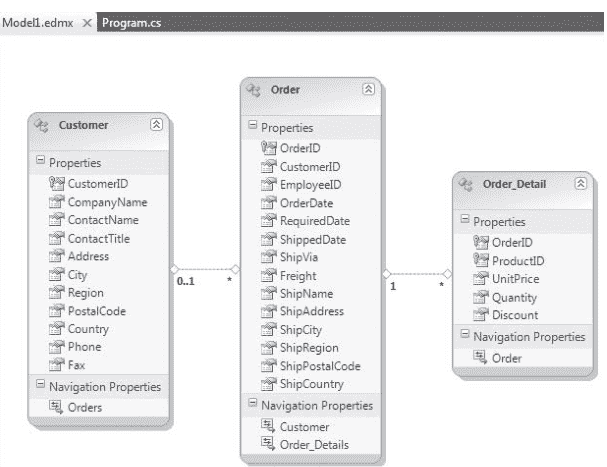 Model1.edmx ✕ Program.cs
Customer
Properties
CustomerID
CompanyName
ContactName
ContactTitle
Address
City
Region
PostalCode
Country
Phone
Fax
Navigation Properties
Orders
0..1
*
Order
Properties
OrderID
CustomerID
EmployeeID
OrderDate
RequiredDate
ShippedDate
ShipVia
Freight
ShipName
ShipAddress
ShipCity
ShipRegion
ShipPostalCode
ShipCountry
Navigation Properties
Customer
Order_Details
1
*
Order_Detail
Properties
OrderID
ProductID
UnitPrice
Quantity
Discount
Navigation Properties
Order